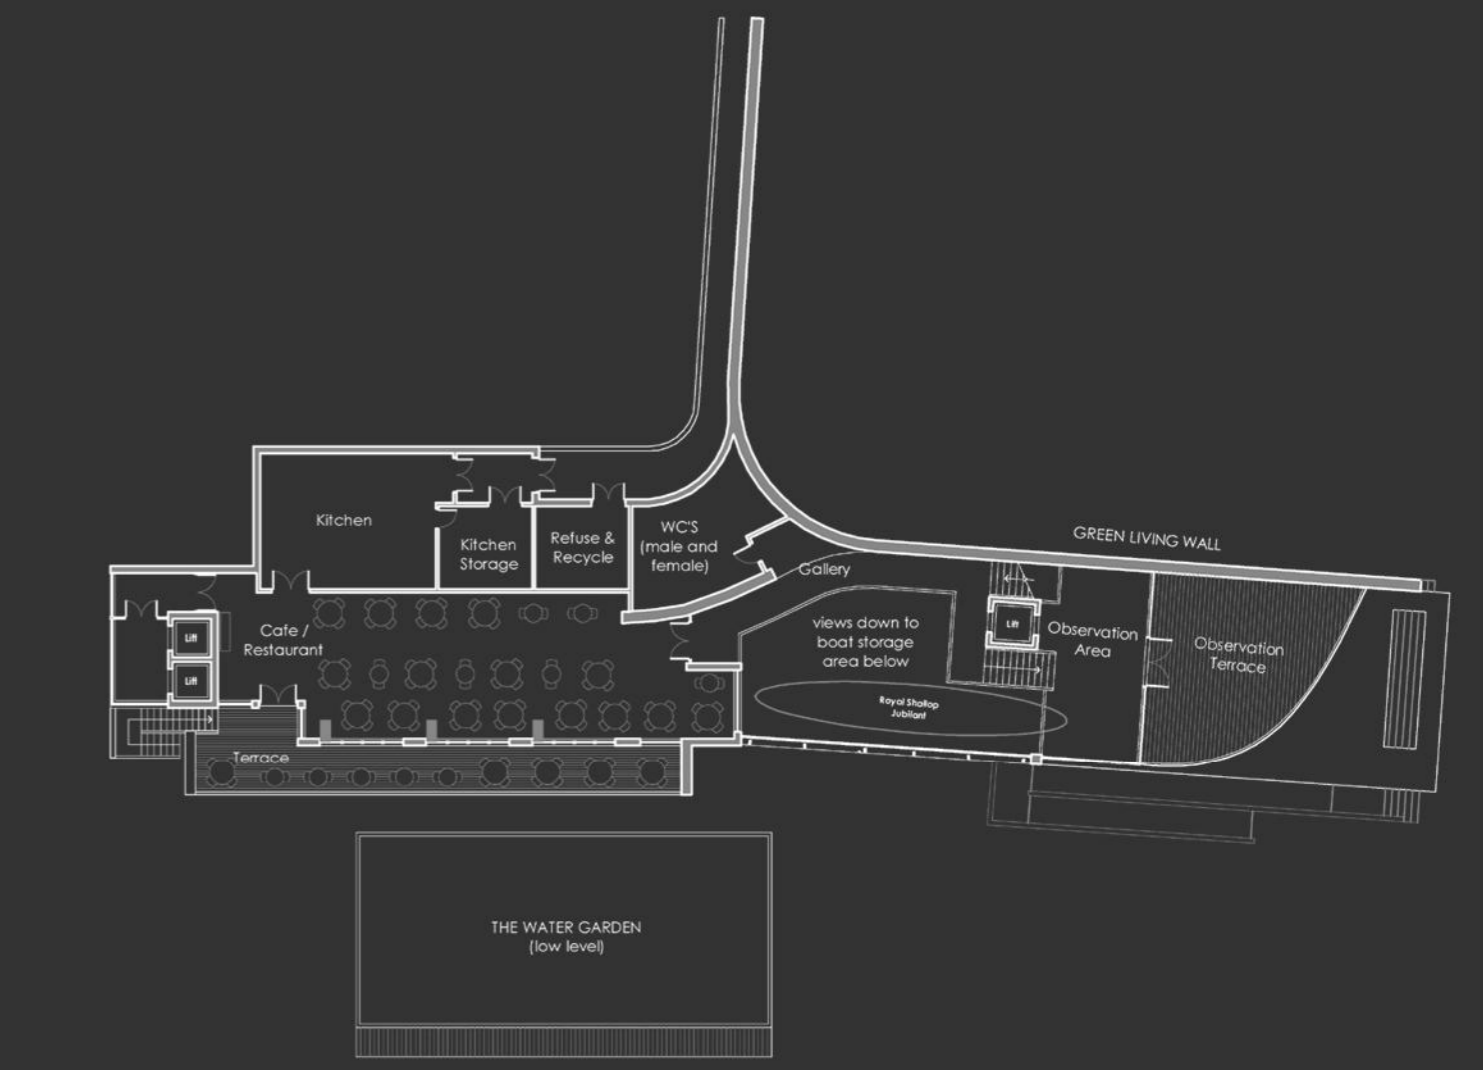 GREEN LIVING WALL
Kitchen
Kitchen
Storage
Refuse &
Recycle
WC'S
(male and
female)
Gallery
Cafe /
Restaurant
Lift
Lift
views down to
boat storage
area below
Lift
Observation
Area
Observation
Terrace
Royal Shallop
Jubilant
Terrace
THE WATER GARDEN
(low level)